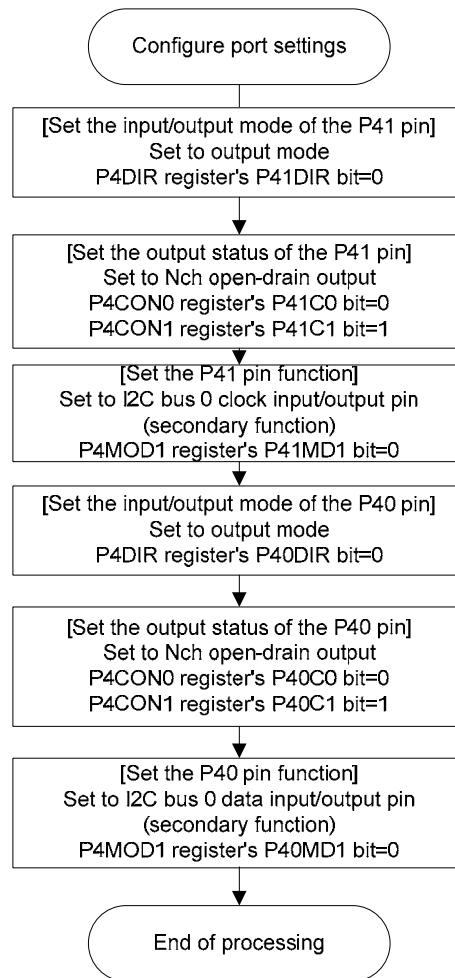 Configure port settings
[Set the input/output mode of the P41 pin]
Set to output mode
P4DIR register's P41DIR bit=0
[Set the output status of the P41 pin]
Set to Nch open-drain output
P4CON0 register's P41C0 bit=0
P4CON1 register's P41C1 bit=1
[Set the P41 pin function]
Set to I2C bus 0 clock input/output pin
(secondary function)
P4MOD1 register's P41MD1 bit=0
[Set the input/output mode of the P40 pin]
Set to output mode
P4DIR register's P40DIR bit=0
[Set the output status of the P40 pin]
Set to Nch open-drain output
P4CON0 register's P40C0 bit=0
P4CON1 register's P40C1 bit=1
[Set the P40 pin function]
Set to I2C bus 0 data input/output pin
(secondary function)
P4MOD1 register's P40MD1 bit=0
End of processing